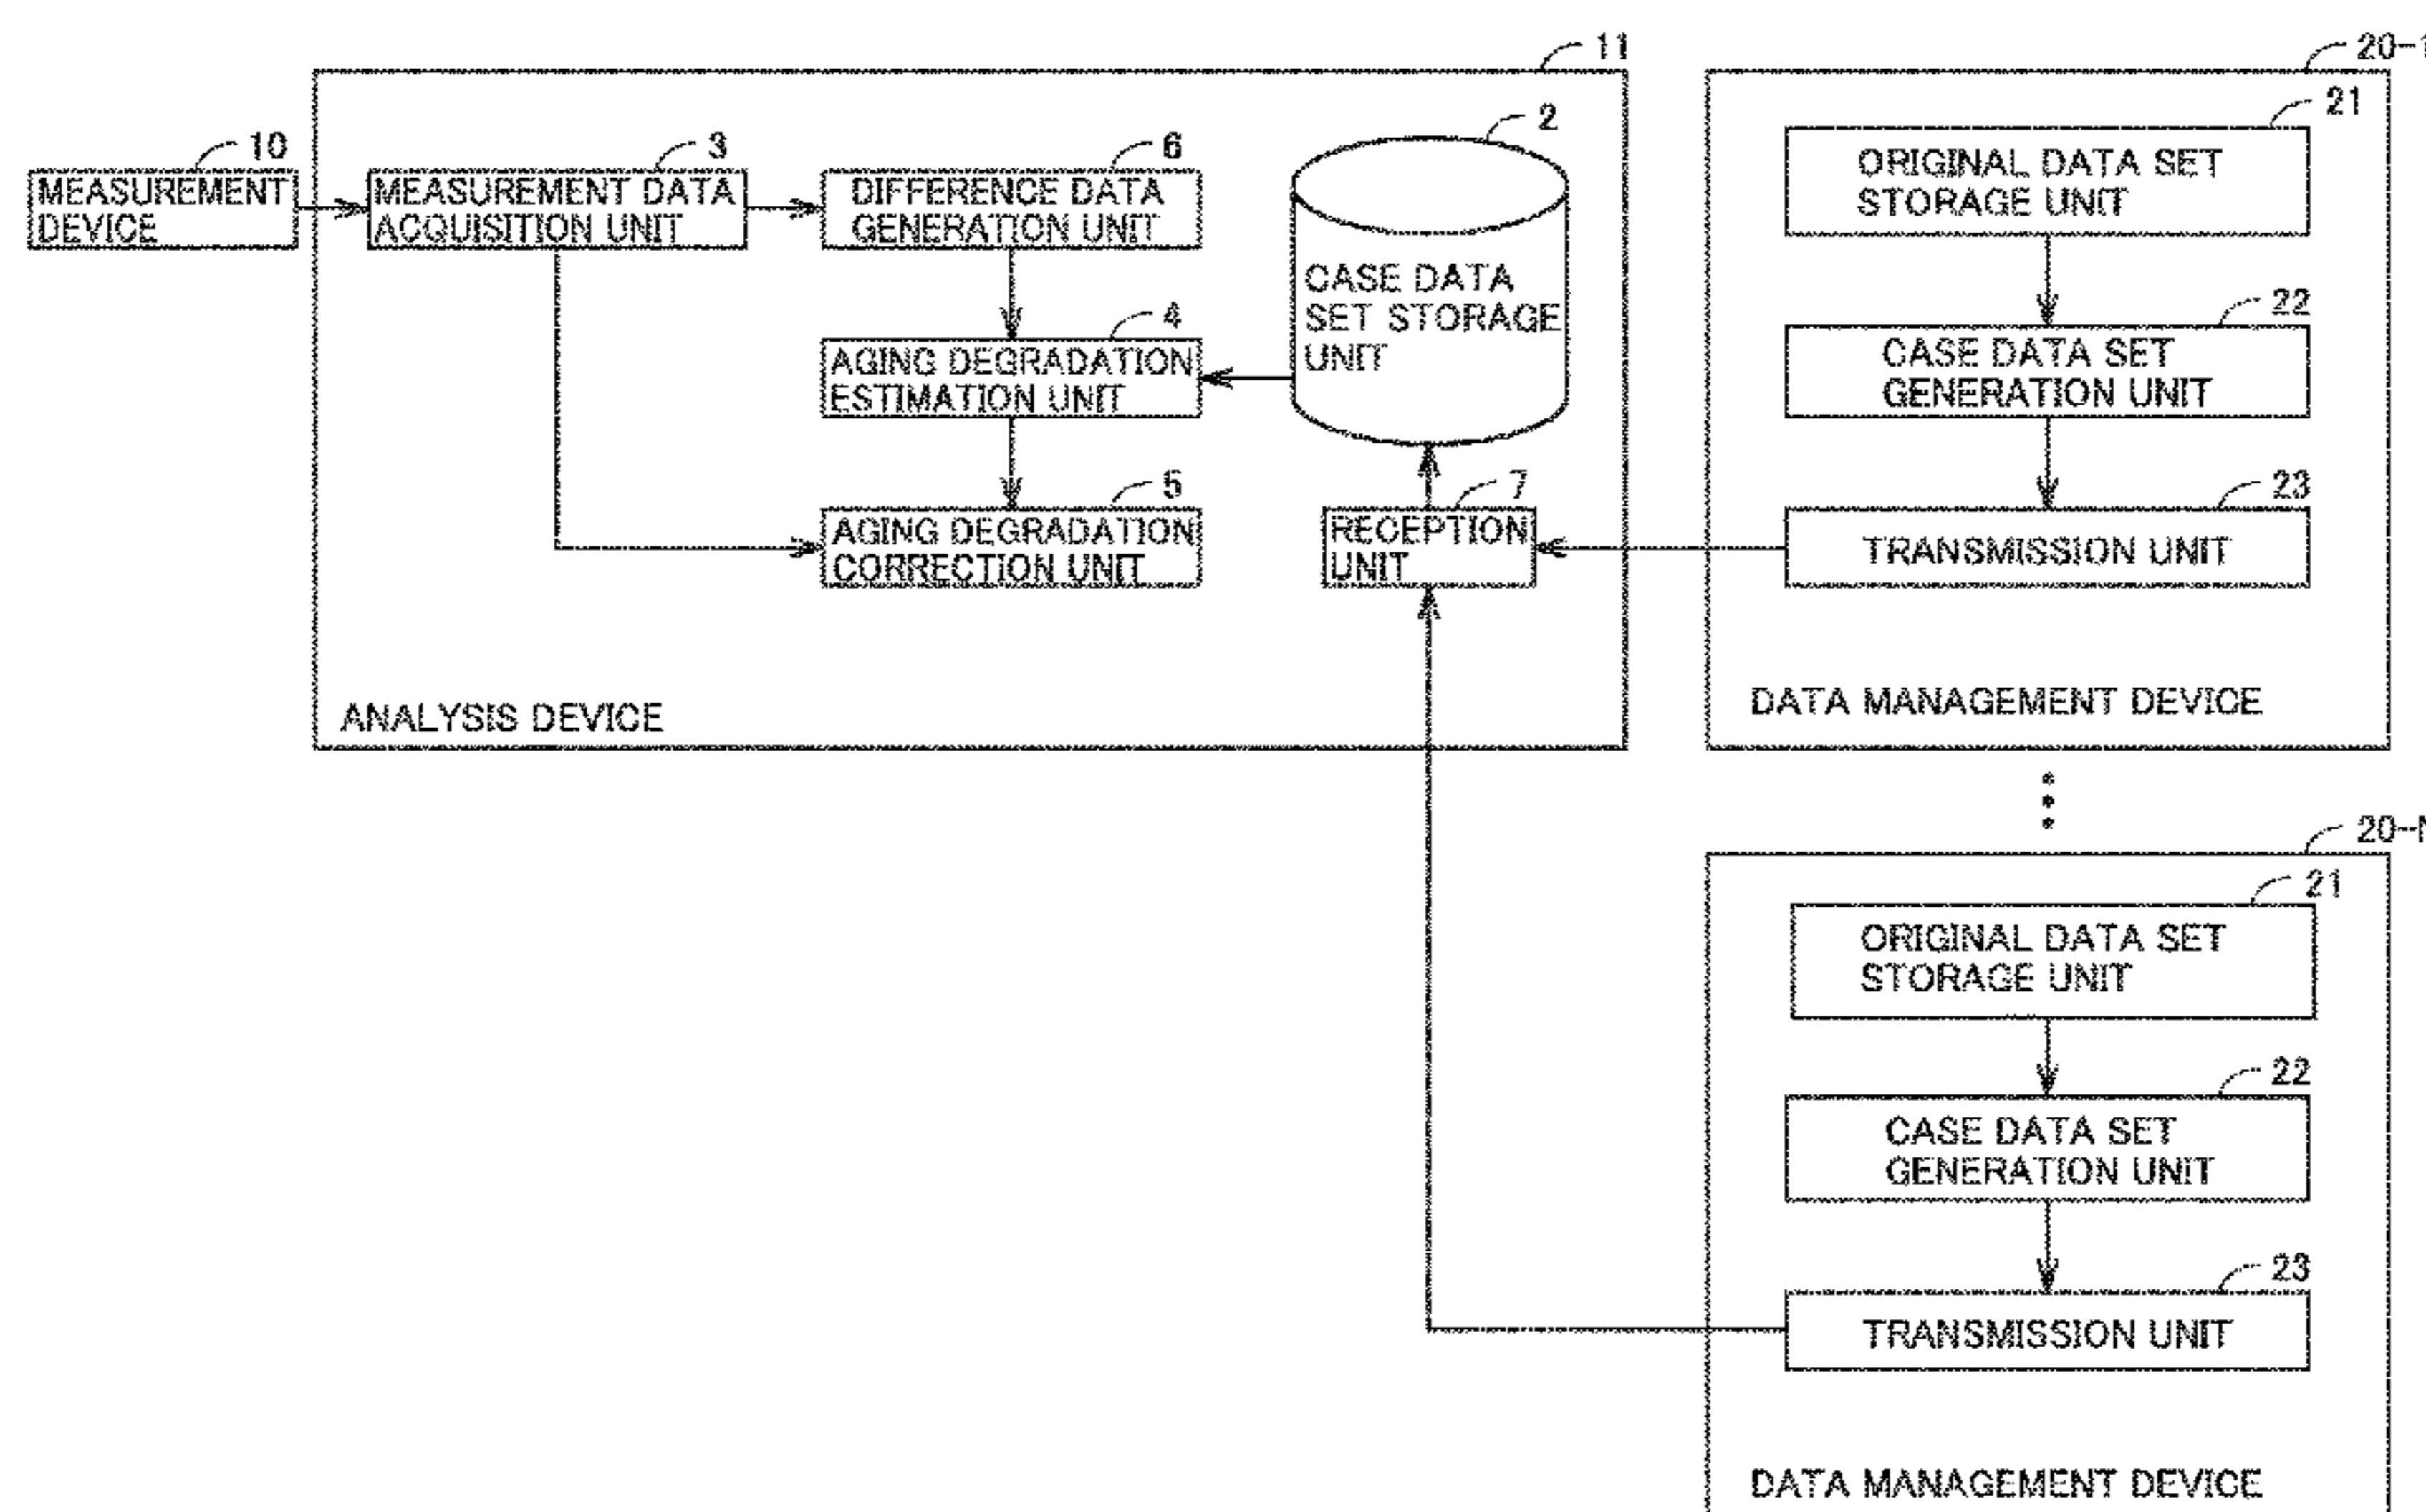 11
20-1
10
MEASUREMENT
DEVICE
3
MEASUREMENT DATA
ACQUISITION UNIT
6
DIFFERENCE DATA
GENERATION UNIT
2
CASE DATA
SET STORAGE
UNIT
4
AGING DEGRADATION
ESTIMATION UNIT
5
AGING DEGRADATION
CORRECTION UNIT
7
RECEPTION
UNIT
ANALYSIS DEVICE
21
ORIGINAL DATA SET
STORAGE UNIT
22
CASE DATA SET
GENERATION UNIT
23
TRANSMISSION UNIT
DATA MANAGEMENT DEVICE
20-N
21
ORIGINAL DATA SET
STORAGE UNIT
22
CASE DATA SET
GENERATION UNIT
23
TRANSMISSION UNIT
DATA MANAGEMENT DEVICE